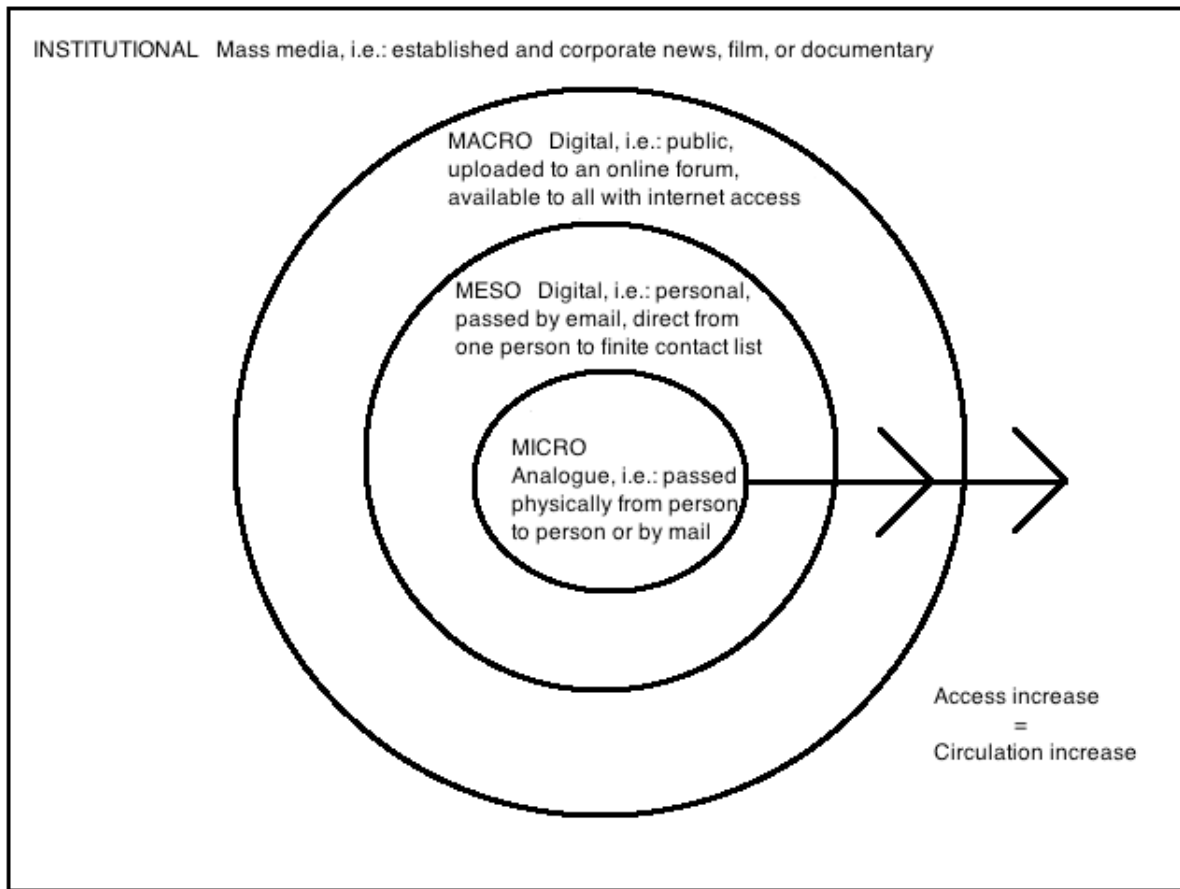 INSTITUTIONAL   Mass media, i.e.: established and corporate news, film, or documentary
MACRO   Digital, i.e.: public,
uploaded to an online forum,
available to all with internet access
MESO   Digital, i.e.: personal,
passed by email, direct from
one person to finite contact list
MICRO
Analogue, i.e.: passed
physically from person
to person or by mail
Access increase
=
Circulation increase